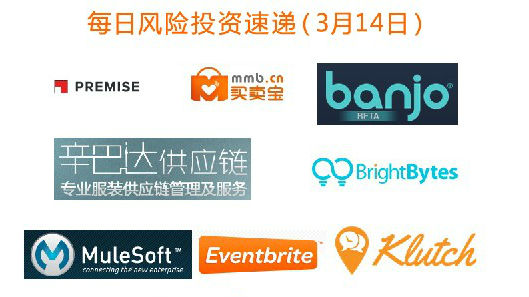 每日风险投资速递（3月14日）
PREMISE
mmb.cn
买卖宝
banjo®
BETA
辛巴达供应链
专业服装供应链管理及服务
BrightBytes
MuleSoft™
connecting the new enterprise
Eventbrite™
Klutch